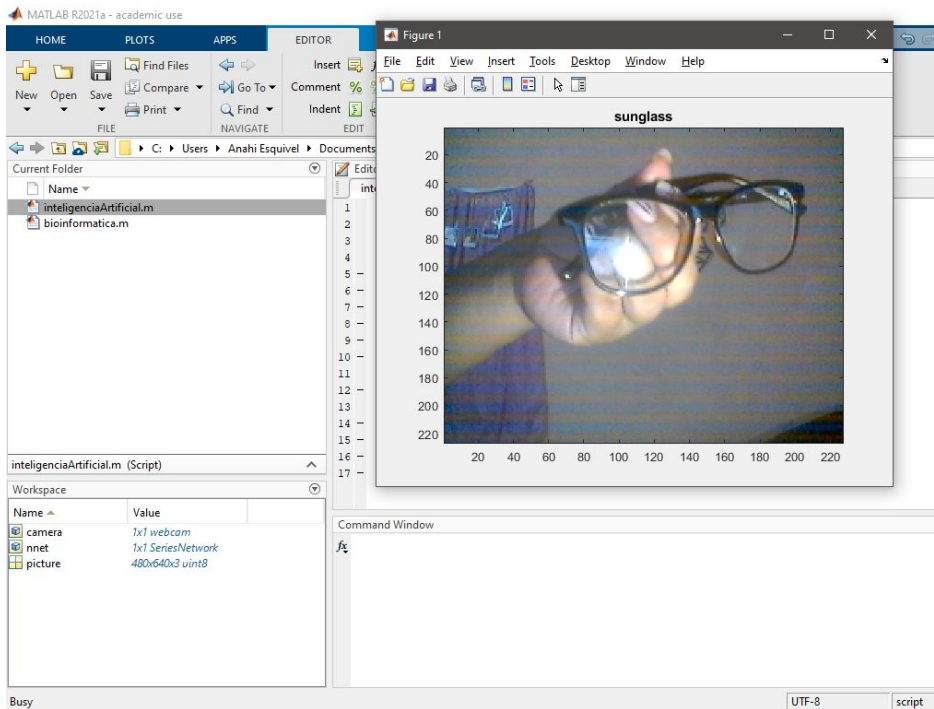 MATLAB R2021a - academic use
HOME PLOTS APPS EDITOR
New Open Save
Find Files
Compare
Print
FILE
Go To
Find
NAVIGATE
Insert
Comment
Indent
EDIT
C: Users Anahi Esquivel Documents
Current Folder
Name
inteligenciaArtificial.m
bioinformatica.m
inteligenciaArtificial.m (Script)
Workspace
Name Value
camera 1x1 webcam
nnet 1x1 SeriesNetwork
picture 480x640x3 uint8
1
2
3
4
5 –
6 –
7 –
8 –
9 –
10 –
11
12 –
13
14 –
15 –
16 –
17 –
Figure 1
File Edit View Insert Tools Desktop Window Help
sunglass
20
40
60
80
100
120
140
160
180
200
220
20 40 60 80 100 120 140 160 180 200 220
Command Window
fx
Busy
UTF-8 script